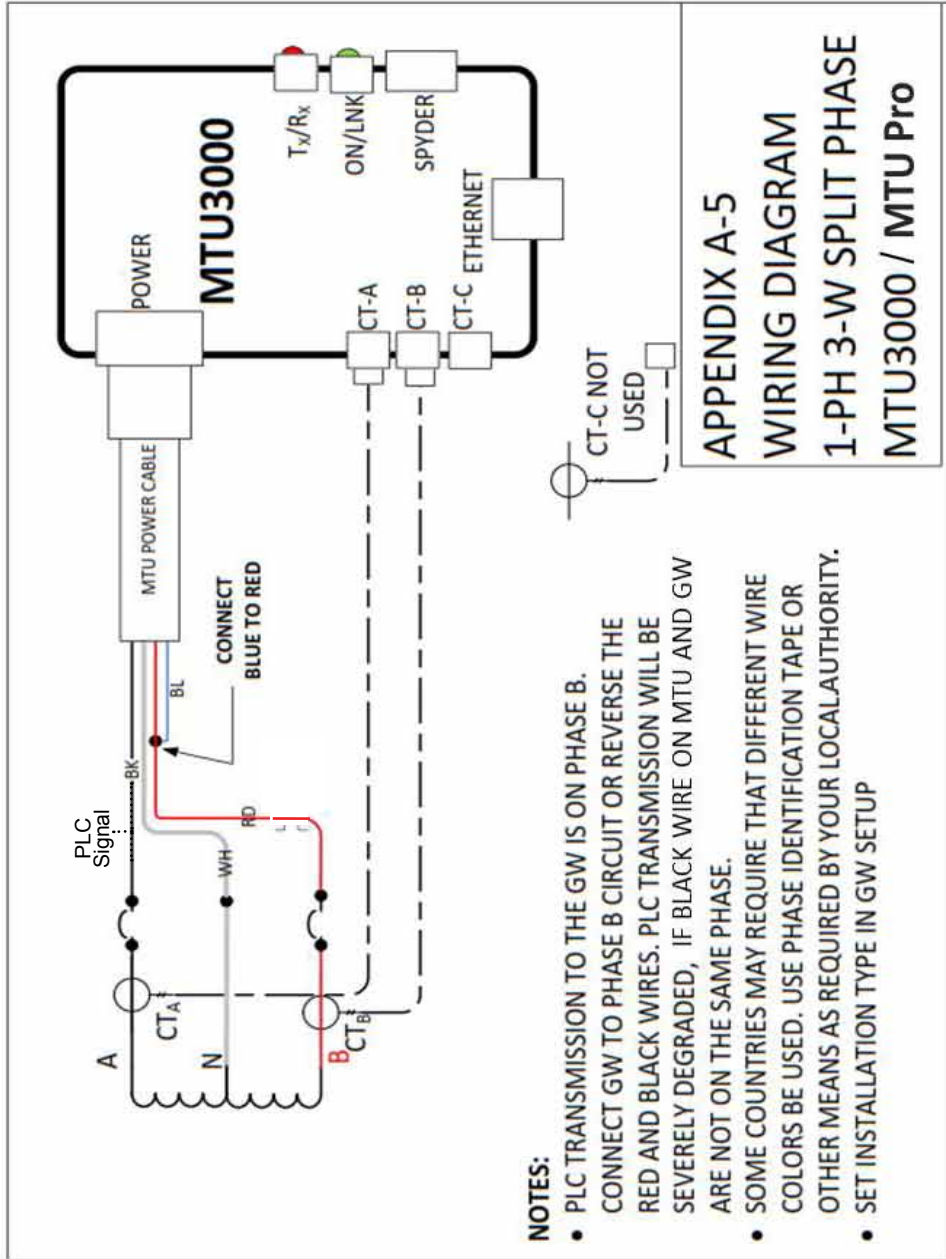 PLC
Signal
BK
A
CTA
N
WH
RD
B
CTB
CONNECT
BLUE TO RED
BL
MTU POWER CABLE
POWER
MTU3000
TX/RX
ON/LNK
SPYDER
CT-A
CT-B
CT-C
ETHERNET
CT-C NOT
USED
NOTES:
• PLC TRANSMISSION TO THE GW IS ON PHASE B.
CONNECT GW TO PHASE B CIRCUIT OR REVERSE THE
RED AND BLACK WIRES. PLC TRANSMISSION WILL BE
SEVERELY DEGRADED, IF BLACK WIRE ON MTU AND GW
ARE NOT ON THE SAME PHASE.
• SOME COUNTRIES MAY REQUIRE THAT DIFFERENT WIRE
COLORS BE USED. USE PHASE IDENTIFICATION TAPE OR
OTHER MEANS AS REQUIRED BY YOUR LOCAL AUTHORITY.
• SET INSTALLATION TYPE IN GW SETUP
APPENDIX A-5
WIRING DIAGRAM
1-PH 3-W SPLIT PHASE
MTU3000 / MTU Pro